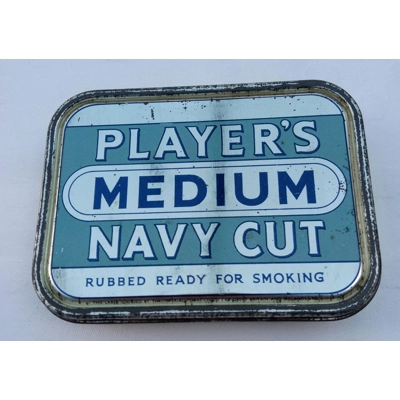 PLAYER'S
MEDIUM
NAVY CUT
RUBBED READY FOR SMOKING